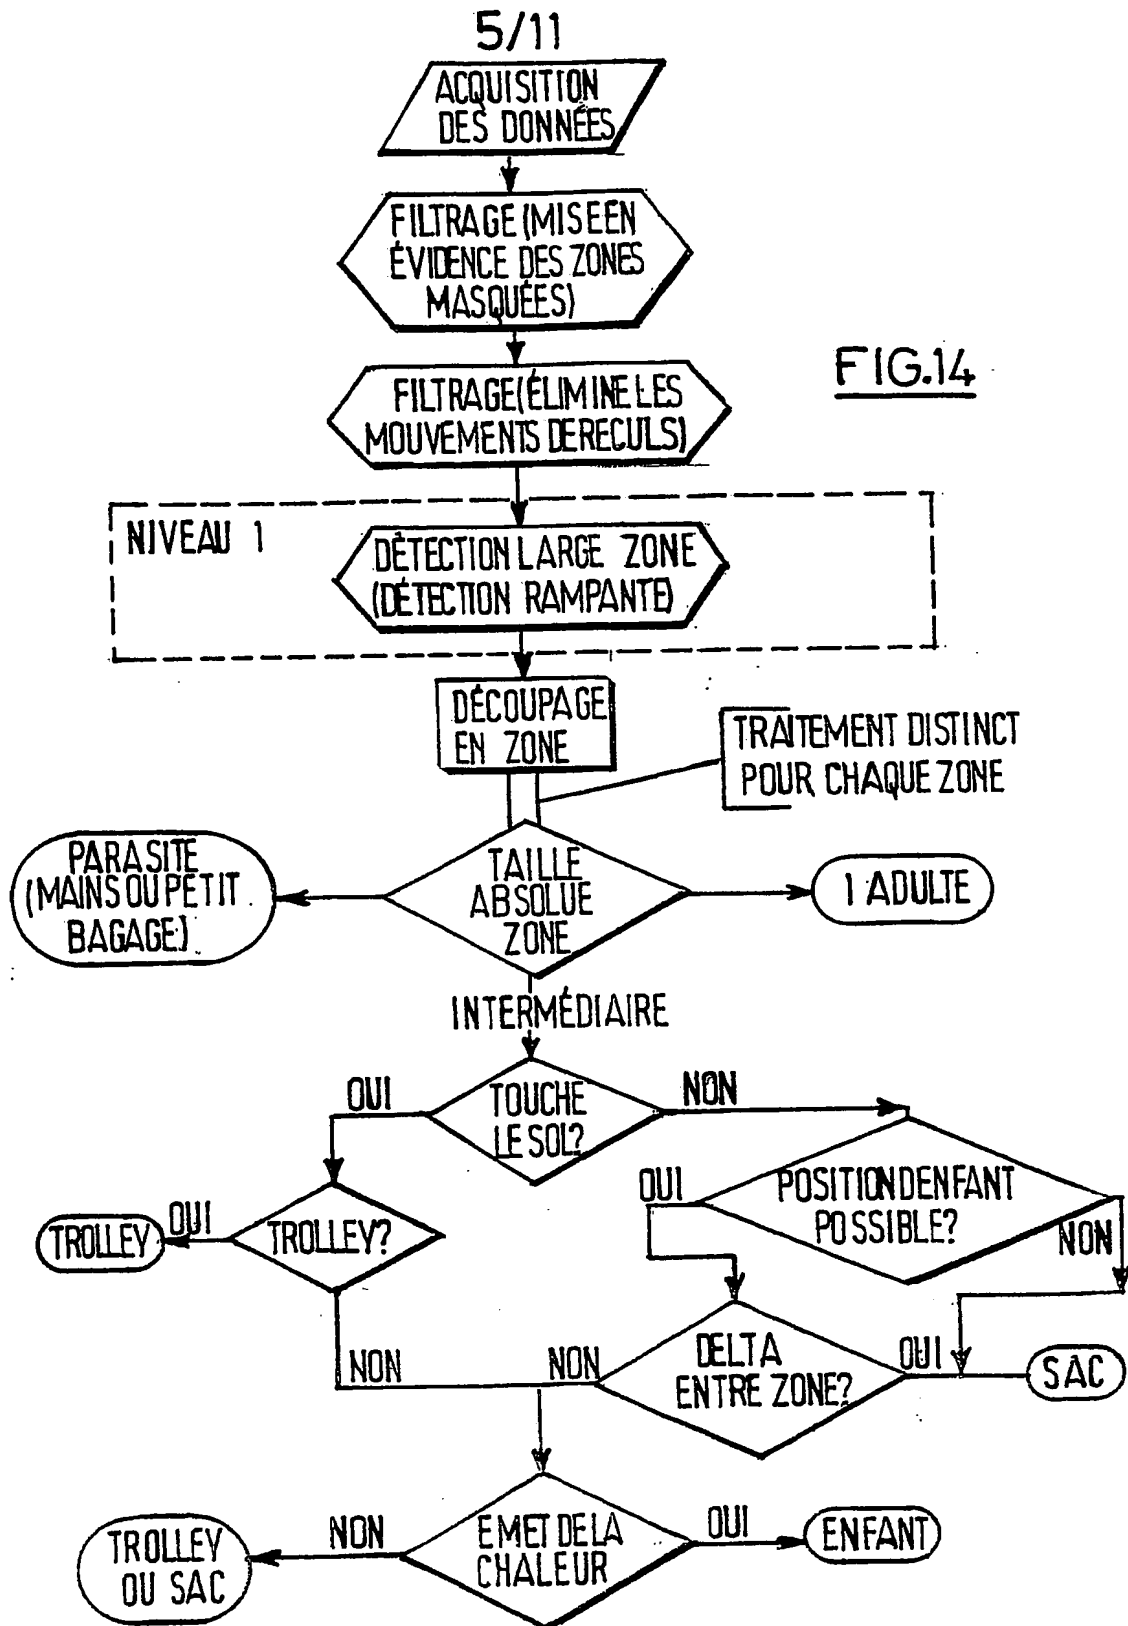 5/11
ACQUISITION
DES DONNÉES
FILTRAGE (MISE EN
ÉVIDENCE DES ZONES
MASQUÉES)
FIG.14
FILTRAGE (ÉLIMINE LES
MOUVEMENTS DE RECULS)
NIVEAU 1
DÉTECTION LARGE ZONE
(DÉTECTION RAMPANTE)
DÉCOUPAGE
EN ZONE
TRAITEMENT DISTINCT
POUR CHAQUE ZONE
PARASITE
(MAINS OU PETIT
BAGAGE)
TAILLE
ABSOLUE
ZONE
1 ADULTE
INTERMÉDIAIRE
OUI
TOUCHE
LE SOL?
NON
OUI
POSITION DENFANT
POSSIBLE?
NON
TROLLEY
OUI
TROLLEY?
NON
NON
DELTA
ENTRE ZONE?
OUI
SAC
TROLLEY
OU SAC
NON
EMET DE LA
CHALEUR
OUI
ENFANT